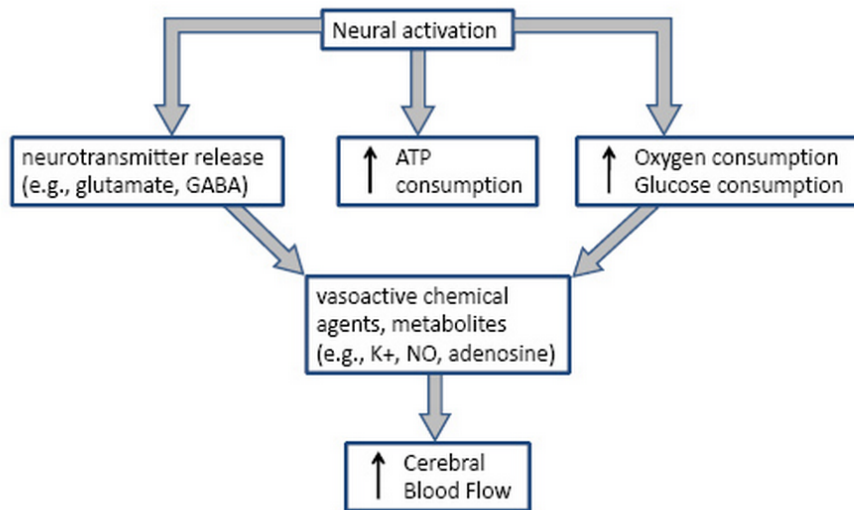 Neural activation
neurotransmitter release
(e.g., glutamate, GABA)
ATP
consumption
Oxygen consumption
Glucose consumption
vasoactive chemical
agents, metabolites
(e.g., K+, NO, adenosine)
Cerebral
Blood Flow